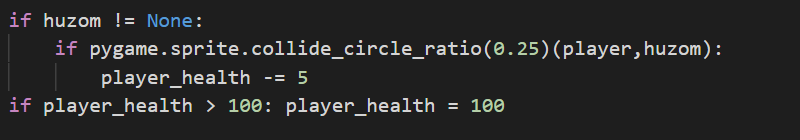 if huzom != None:
    if pygame.sprite.collide_circle_ratio(0.25)(player,huzom):
        player_health -= 5
if player_health > 100: player_health = 100